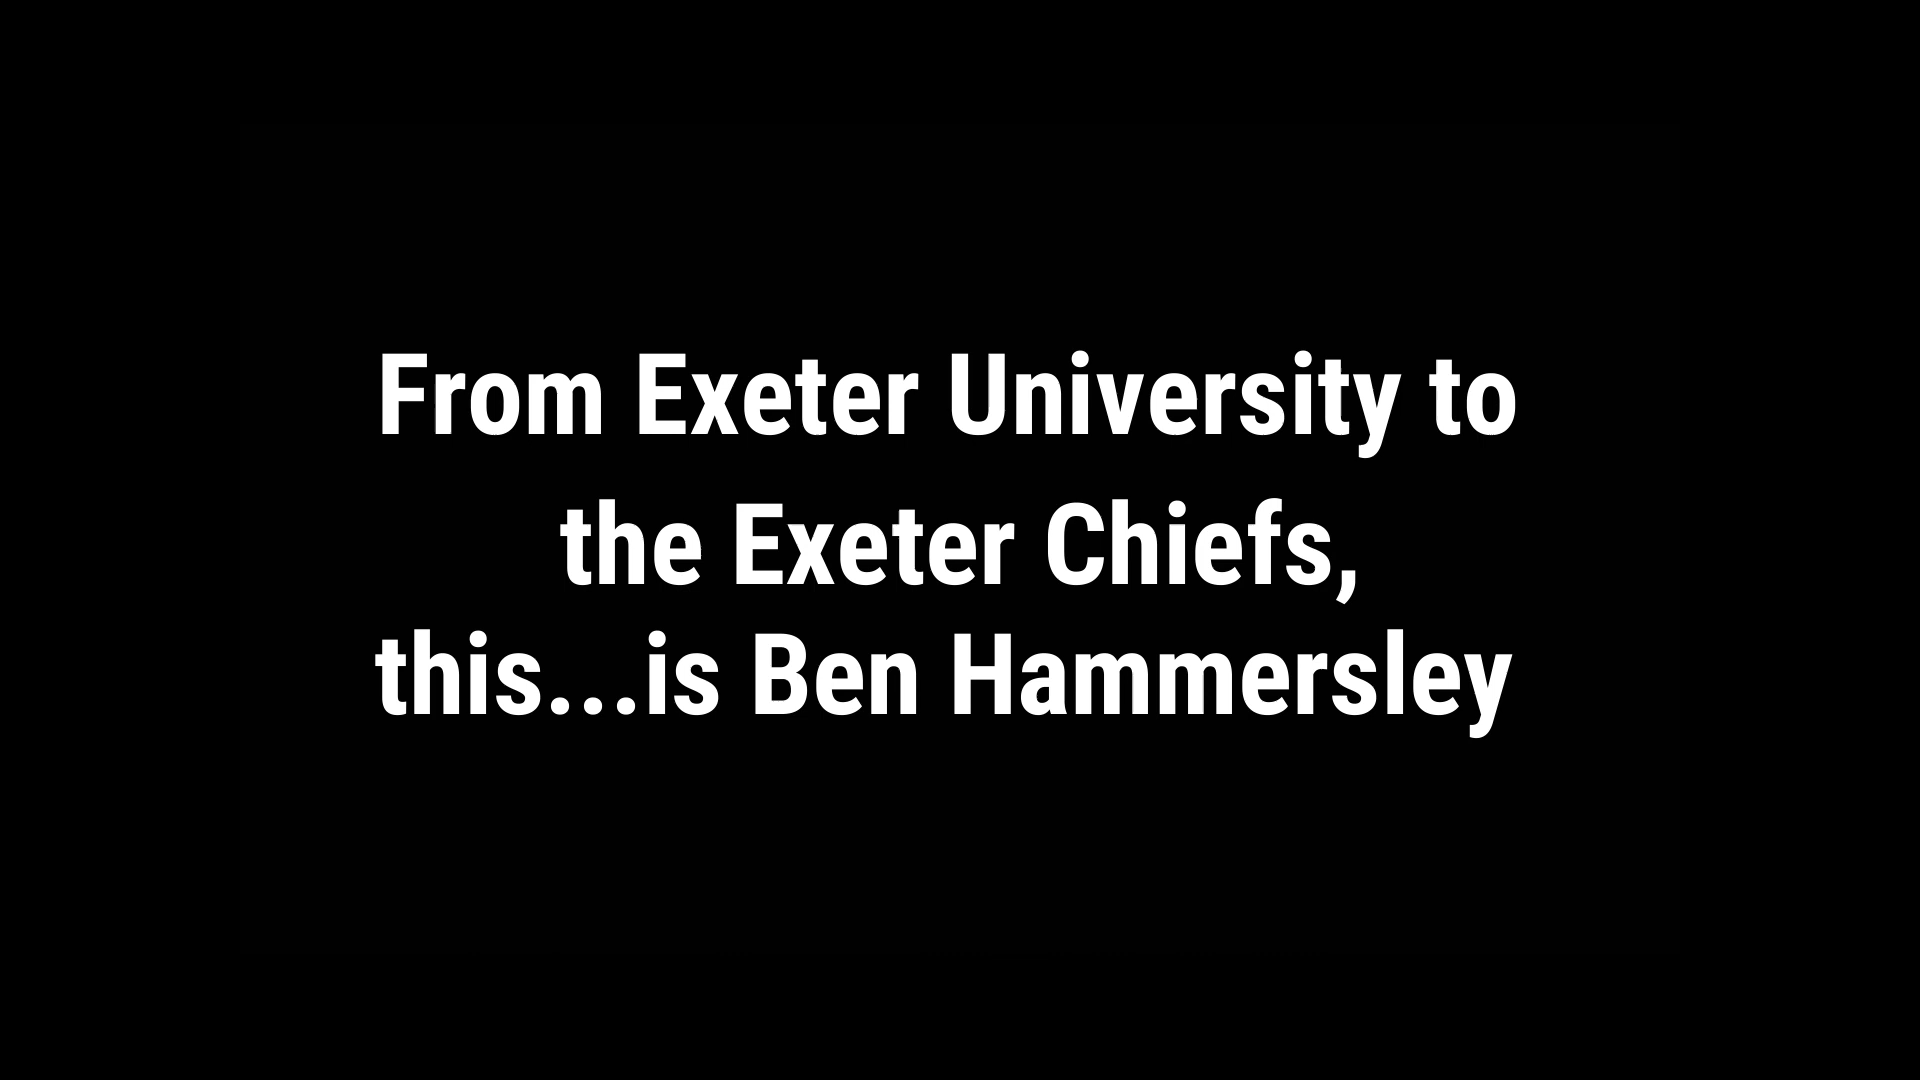 From Exeter University to
the Exeter Chiefs,
this...is Ben Hammersley